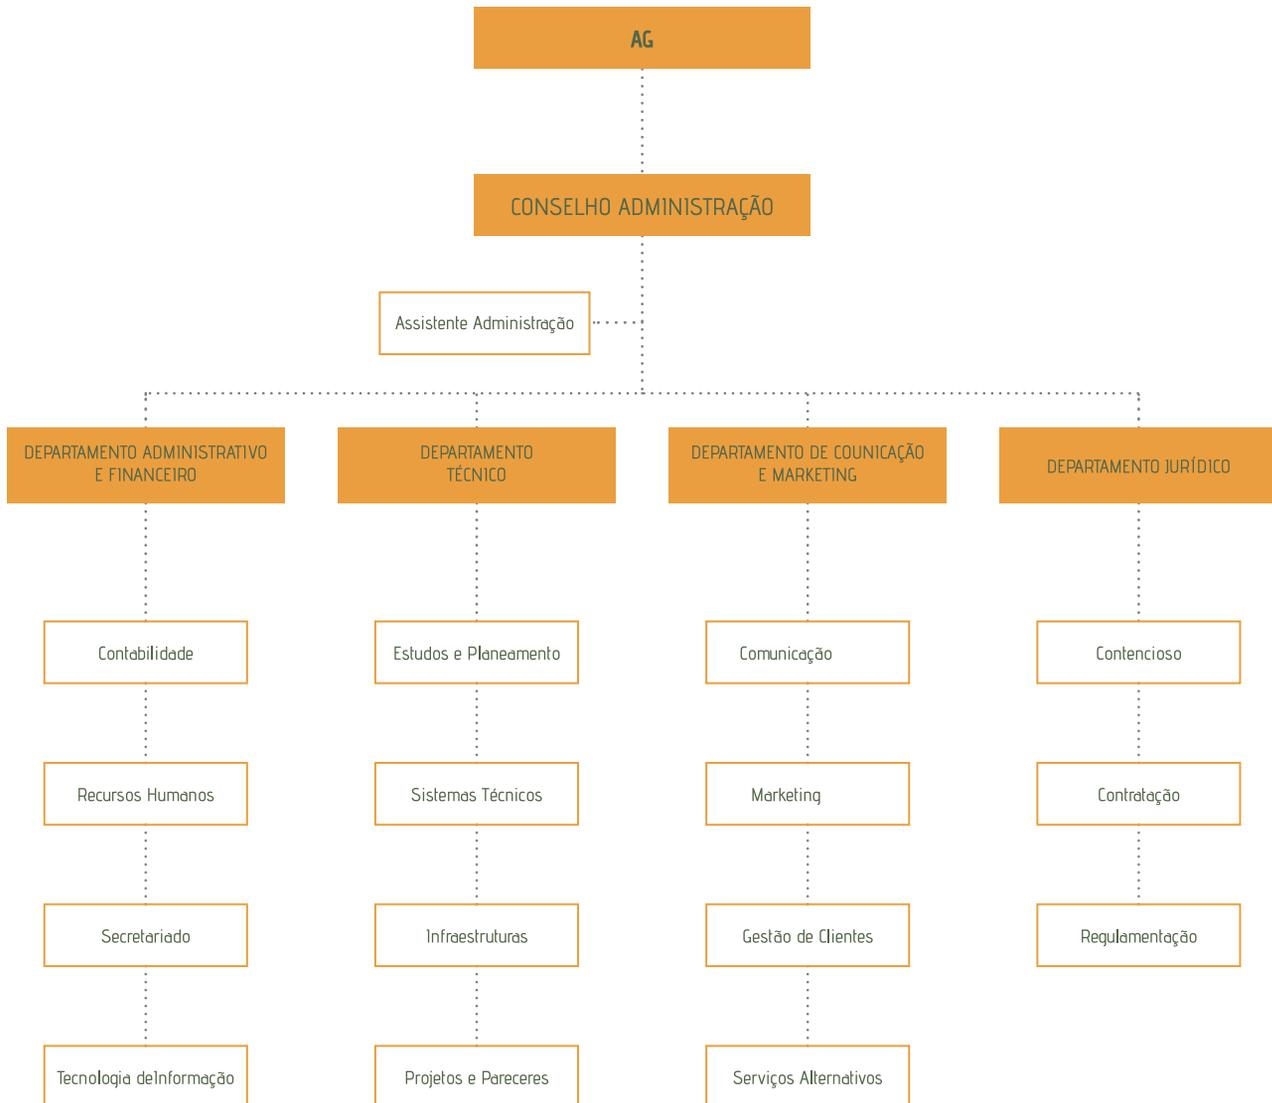 AG
CONSELHO ADMINISTRAÇÃO
Assistente Administração
DEPARTAMENTO ADMINISTRATIVO
E FINANCEIRO
DEPARTAMENTO
TÉCNICO
DEPARTAMENTO DE COUNICAÇÃO
E MARKETING
DEPARTAMENTO JURÍDICO
Contabilidade
Estudos e Planeamento
Comunicação
Contencioso
Recursos Humanos
Sistemas Técnicos
Marketing
Contratação
Secretariado
Infraestruturas
Gestão de Clientes
Regulamentação
Tecnologia deInformação
Projetos e Pareceres
Serviços Alternativos